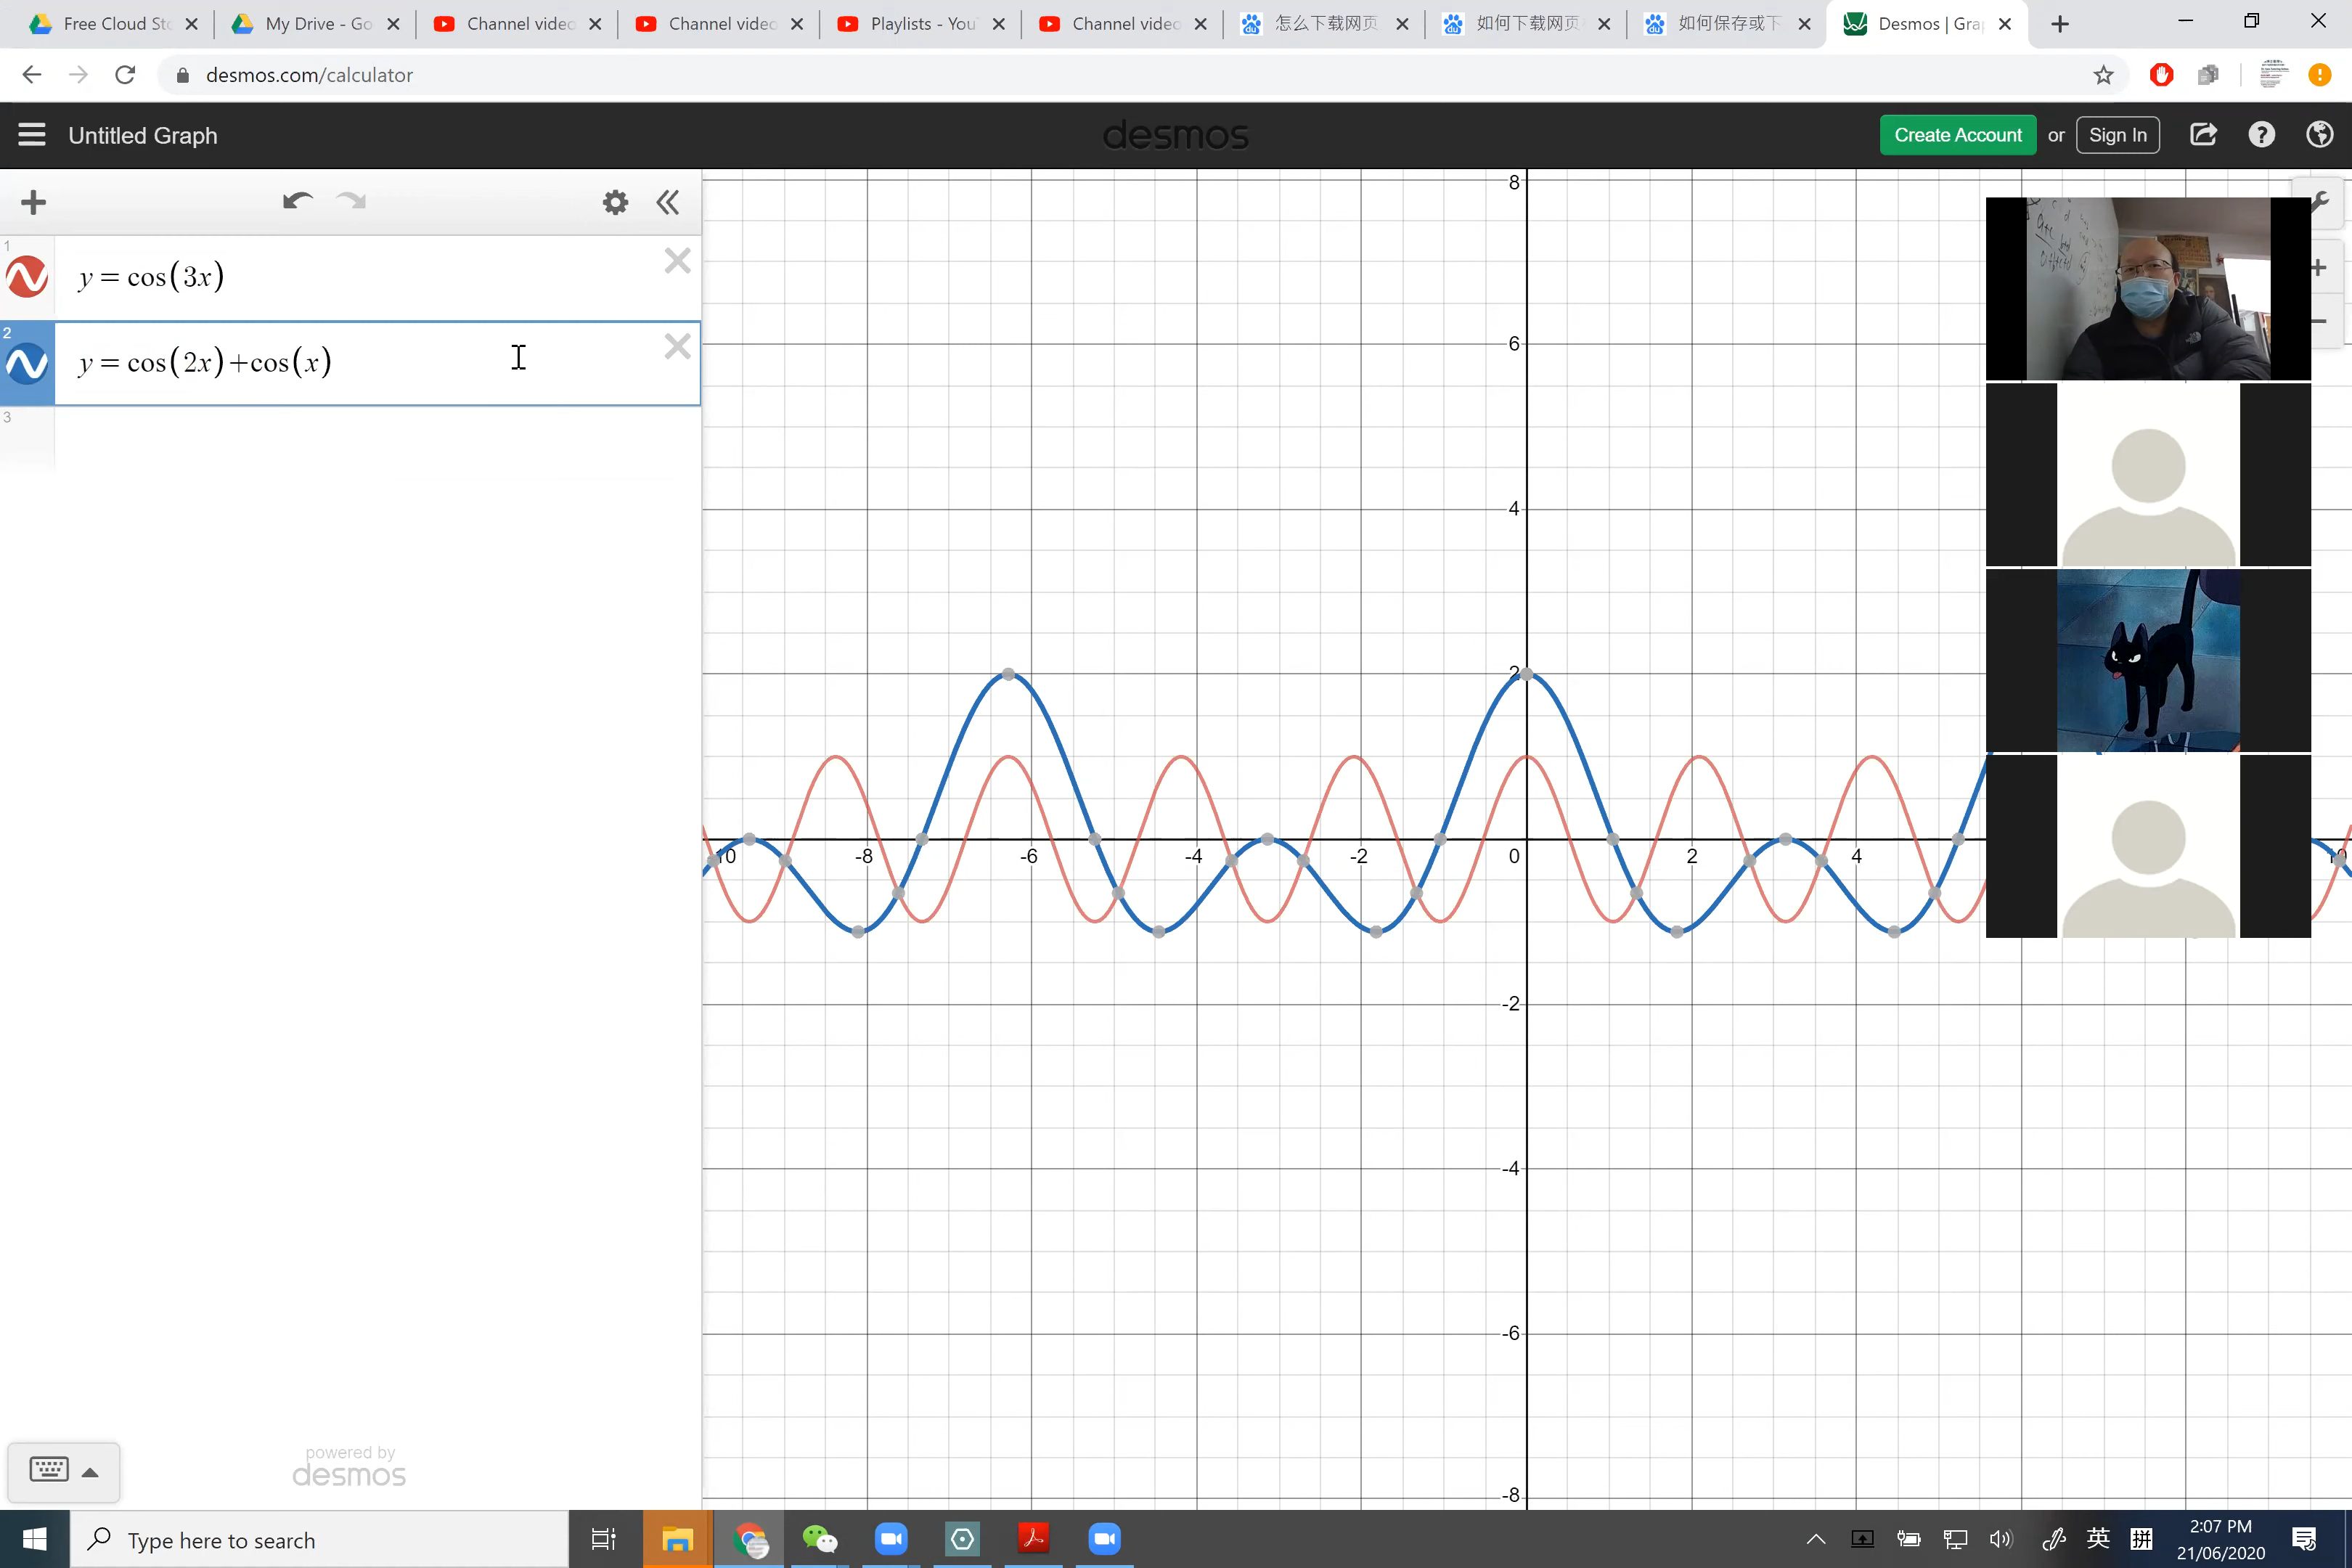 Free Cloud Sto
My Drive - Go
Channel video
Channel video
Playlists - You
Channel video
怎么下载网页
如何下载网页
如何保存或下
Desmos | Gra
desmos.com/calculator
Untitled Graph
desmos
Create Account or Sign In
1
y = cos(3x)
2
y = cos(2x)+cos(x)
3
8
6
4
2
-10 -8 -6 -4 -2 0 2 4 10
-2
-4
-6
-8
powered by
desmos
Type here to search
英 拼
2:07 PM
21/06/2020